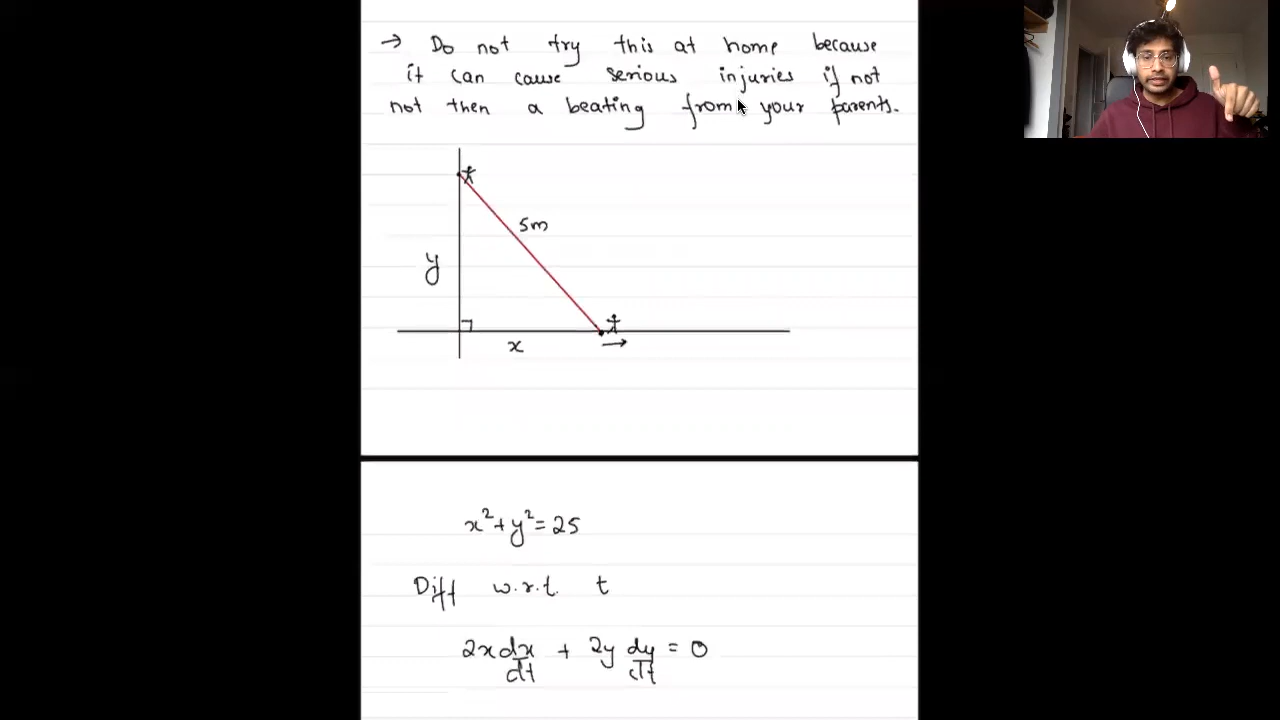 → Do not try this at home because
it can cause serious injuries if not
not then a beating from your parents.
5m
y
x
x²+y²=25
Diff w.r.t. t
2x dx/dt + 2y dy/dt = 0